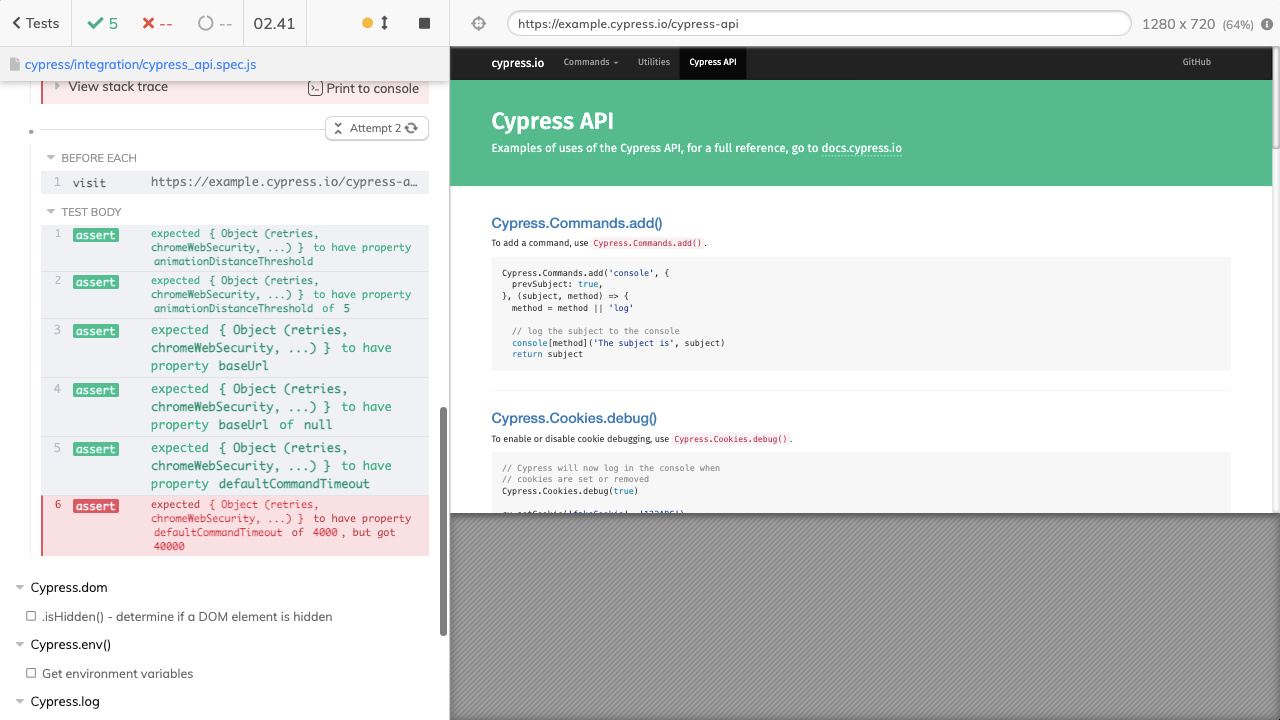 Tests
5
--
--
02.41
https://example.cypress.io/cypress-api
1280 x 720 (64%)
cypress/integration/cypress_api.spec.js
View stack trace
Print to console
Attempt 2
BEFORE EACH
1 visit https://example.cypress.io/cypress-a…
TEST BODY
1 assert expected { Object (retries,
chromeWebSecurity, ...) } to have property
animationDistanceThreshold
2 assert expected { Object (retries,
chromeWebSecurity, ...) } to have property
animationDistanceThreshold of 5
3 assert expected { Object (retries,
chromeWebSecurity, ...) } to have
property baseUrl
4 assert expected { Object (retries,
chromeWebSecurity, ...) } to have
property baseUrl of null
5 assert expected { Object (retries,
chromeWebSecurity, ...) } to have
property defaultCommandTimeout
6 assert expected { Object (retries,
chromeWebSecurity, ...) } to have property
defaultCommandTimeout of 4000, but got
40000
Cypress.dom
.isHidden() - determine if a DOM element is hidden
Cypress.env()
Get environment variables
Cypress.log
cypress.io
Commands
Utilities
Cypress API
GitHub
Cypress API
Examples of uses of the Cypress API, for a full reference, go to docs.cypress.io
Cypress.Commands.add()
To add a command, use Cypress.Commands.add().
Cypress.Commands.add('console', {
prevSubject: true,
}, (subject, method) => {
method = method || 'log'
// log the subject to the console
console[method]('The subject is', subject)
return subject
Cypress.Cookies.debug()
To enable or disable cookie debugging, use Cypress.Cookies.debug().
// Cypress will now log in the console when
// cookies are set or removed
Cypress.Cookies.debug(true)